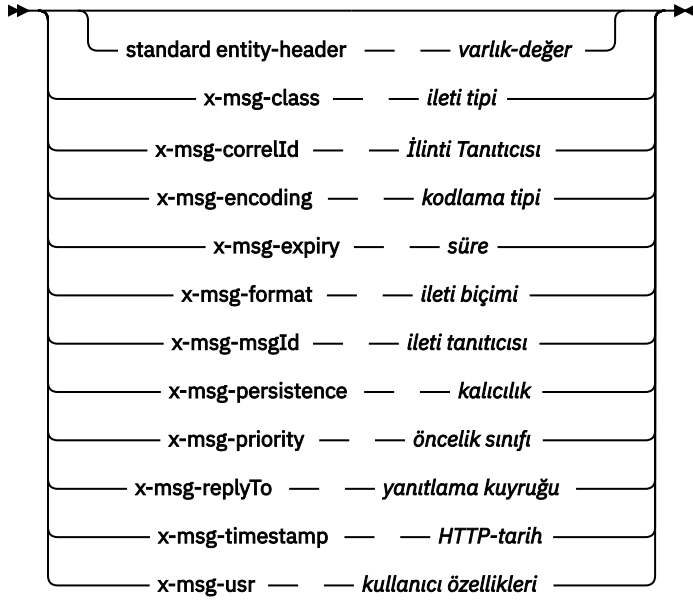 standard entity-header varlık-değer
x-msg-class ileti tipi
x-msg-correlId İlinti Tanıtıcısı
x-msg-encoding kodlama tipi
x-msg-expiry süre
x-msg-format ileti biçimi
x-msg-msgId ileti tanıtıcısı
x-msg-persistence kalıcılık
x-msg-priority öncelik sınıfı
x-msg-replyTo yanıtlama kuyruğu
x-msg-timestamp HTTP-tarih
x-msg-usr kullanıcı özellikleri